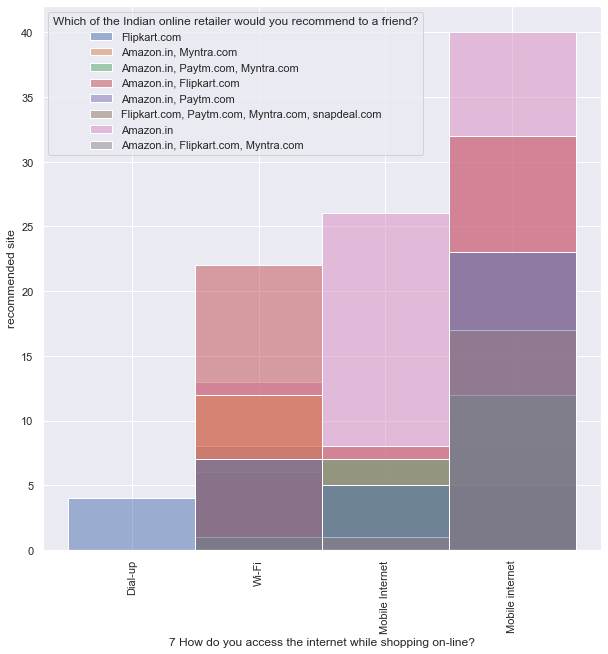 Which of the Indian online retailer would you recommend to a friend?
Flipkart.com
Amazon.in, Myntra.com
Amazon.in, Paytm.com, Myntra.com
Amazon.in, Flipkart.com
Amazon.in, Paytm.com
Flipkart.com, Paytm.com, Myntra.com, snapdeal.com
Amazon.in
Amazon.in, Flipkart.com, Myntra.com
40
35
30
25
20
15
10
5
0
recommended site
Dial-up
Wi-Fi
Mobile Internet
Mobile internet
7 How do you access the internet while shopping on-line?